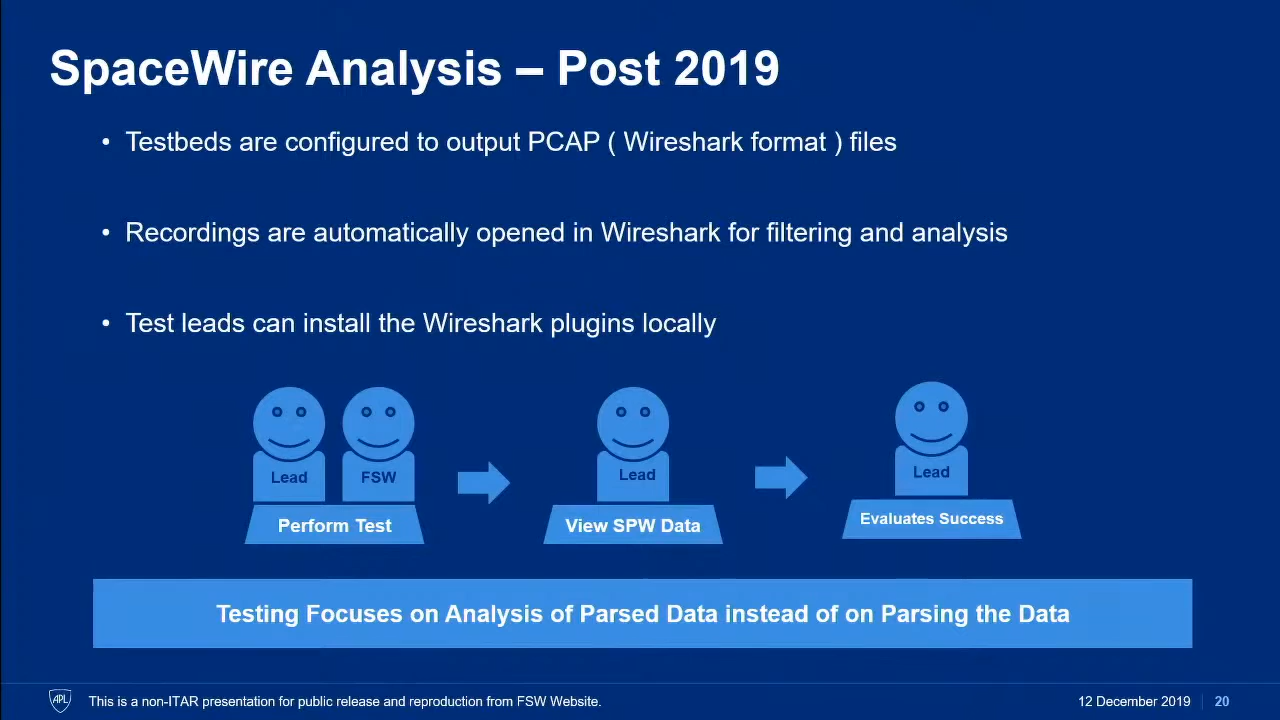 SpaceWire Analysis – Post 2019
• Testbeds are configured to output PCAP ( Wireshark format ) files
• Recordings are automatically opened in Wireshark for filtering and analysis
• Test leads can install the Wireshark plugins locally
Lead
FSW
Perform Test
Lead
View SPW Data
Lead
Evaluates Success
Testing Focuses on Analysis of Parsed Data instead of on Parsing the Data
APL
This is a non-ITAR presentation for public release and reproduction from FSW Website.
12 December 2019
20